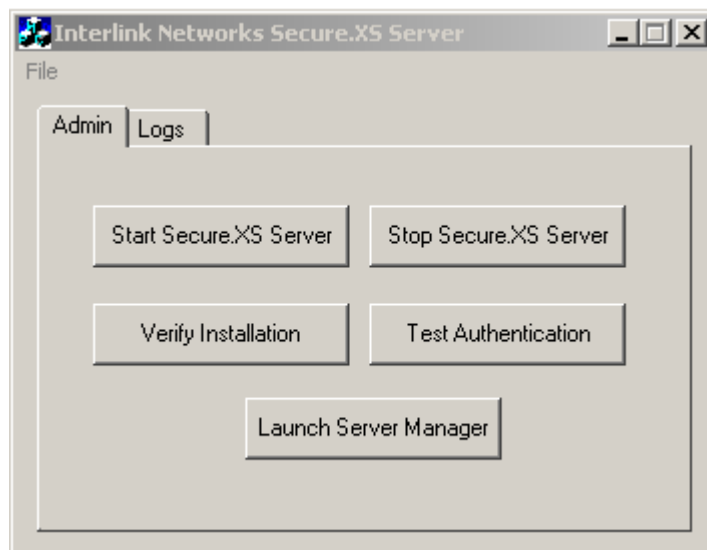 Interlink Networks Secure.XS Server
File
Admin Logs
Start Secure.XS Server Stop Secure.XS Server
Verify Installation Test Authentication
Launch Server Manager